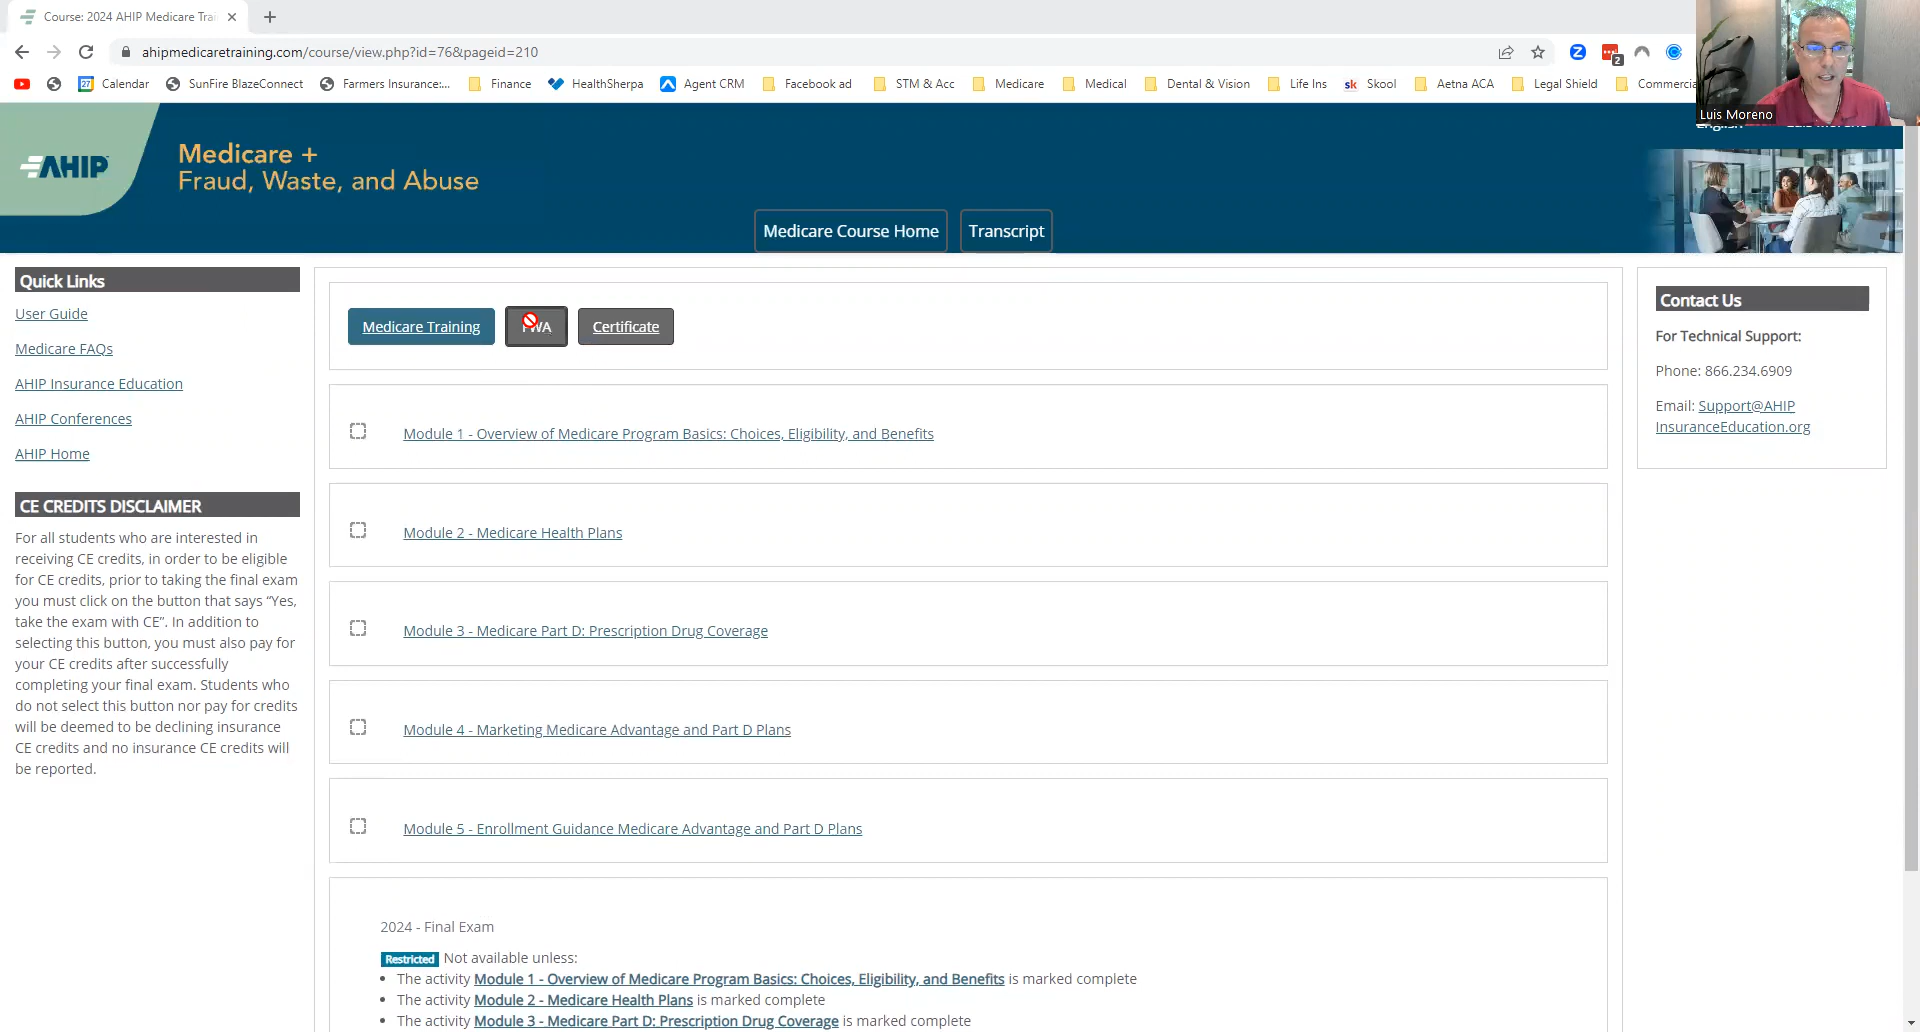 Course: 2024 AHIP Medicare Trai
ahipmedicaretraining.com/course/view.php?id=76&pageid=210
2
27 Calendar SunFire BlazeConnect Farmers Insurance:... Finance HealthSherpa Agent CRM Facebook ad STM & Acc Medicare Medical Dental & Vision Life Ins sk Skool Aetna ACA Legal Shield Commercia
Luis Moreno
English Luis Moreno
AHIP
Medicare +
Fraud, Waste, and Abuse
Medicare Course Home Transcript
Quick Links
User Guide
Medicare FAQs
AHIP Insurance Education
AHIP Conferences
AHIP Home
CE CREDITS DISCLAIMER
For all students who are interested in
receiving CE credits, in order to be eligible
for CE credits, prior to taking the final exam
you must click on the button that says “Yes,
take the exam with CE”. In addition to
selecting this button, you must also pay for
your CE credits after successfully
completing your final exam. Students who
do not select this button nor pay for credits
will be deemed to be declining insurance
CE credits and no insurance CE credits will
be reported.
Medicare Training FWA Certificate
Module 1 - Overview of Medicare Program Basics: Choices, Eligibility, and Benefits
Module 2 - Medicare Health Plans
Module 3 - Medicare Part D: Prescription Drug Coverage
Module 4 - Marketing Medicare Advantage and Part D Plans
Module 5 - Enrollment Guidance Medicare Advantage and Part D Plans
2024 - Final Exam
Restricted Not available unless:
• The activity Module 1 - Overview of Medicare Program Basics: Choices, Eligibility, and Benefits is marked complete
• The activity Module 2 - Medicare Health Plans is marked complete
• The activity Module 3 - Medicare Part D: Prescription Drug Coverage is marked complete
Contact Us
For Technical Support:
Phone: 866.234.6909
Email: Support@AHIP
InsuranceEducation.org